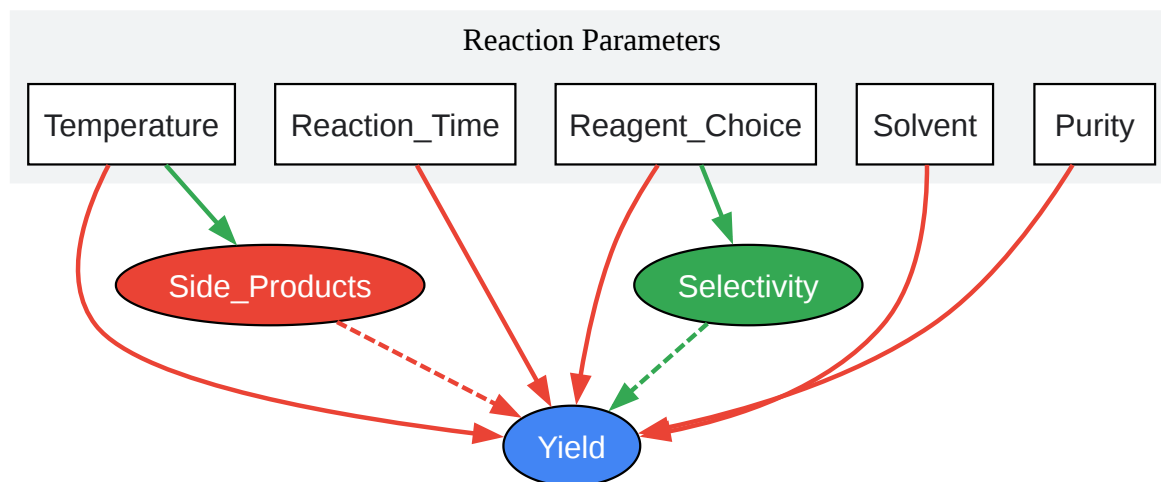 Reaction Parameters
Temperature
Reaction_Time
Reagent_Choice
Solvent
Purity
Side_Products
Selectivity
Yield